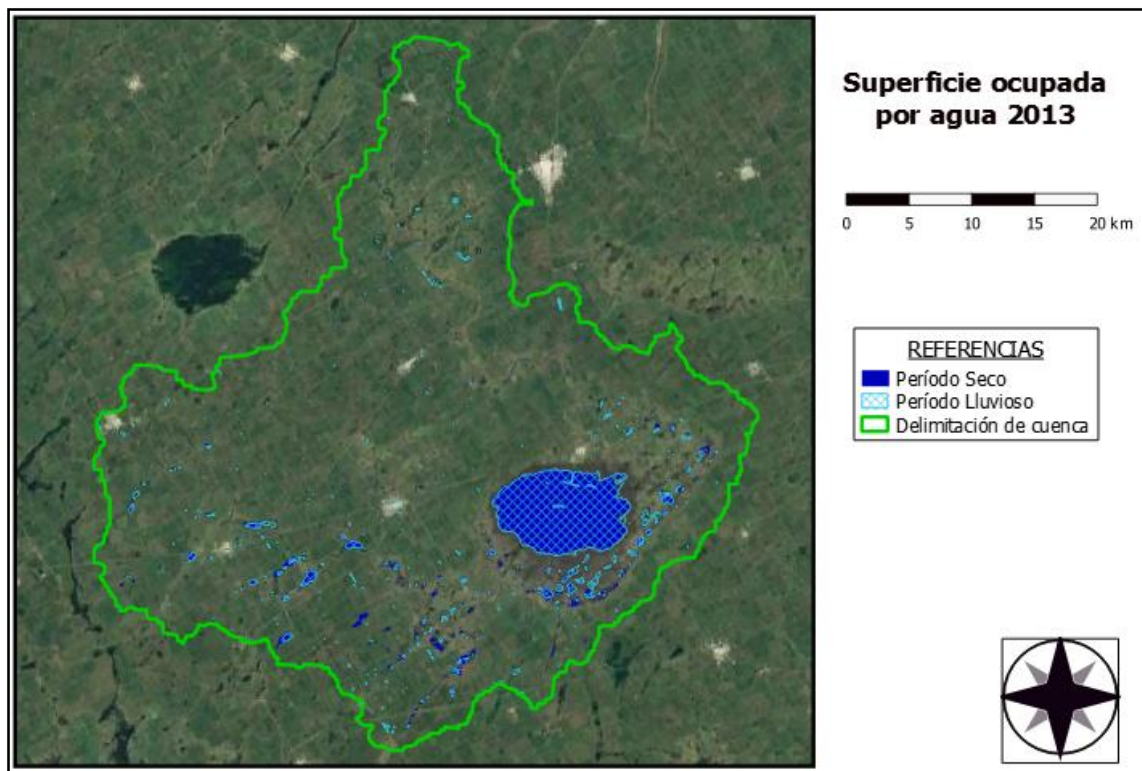 Superficie ocupada
por agua 2013
0 5 10 15 20 km
REFERENCIAS
Período Seco
Período Lluvioso
Delimitación de cuenca